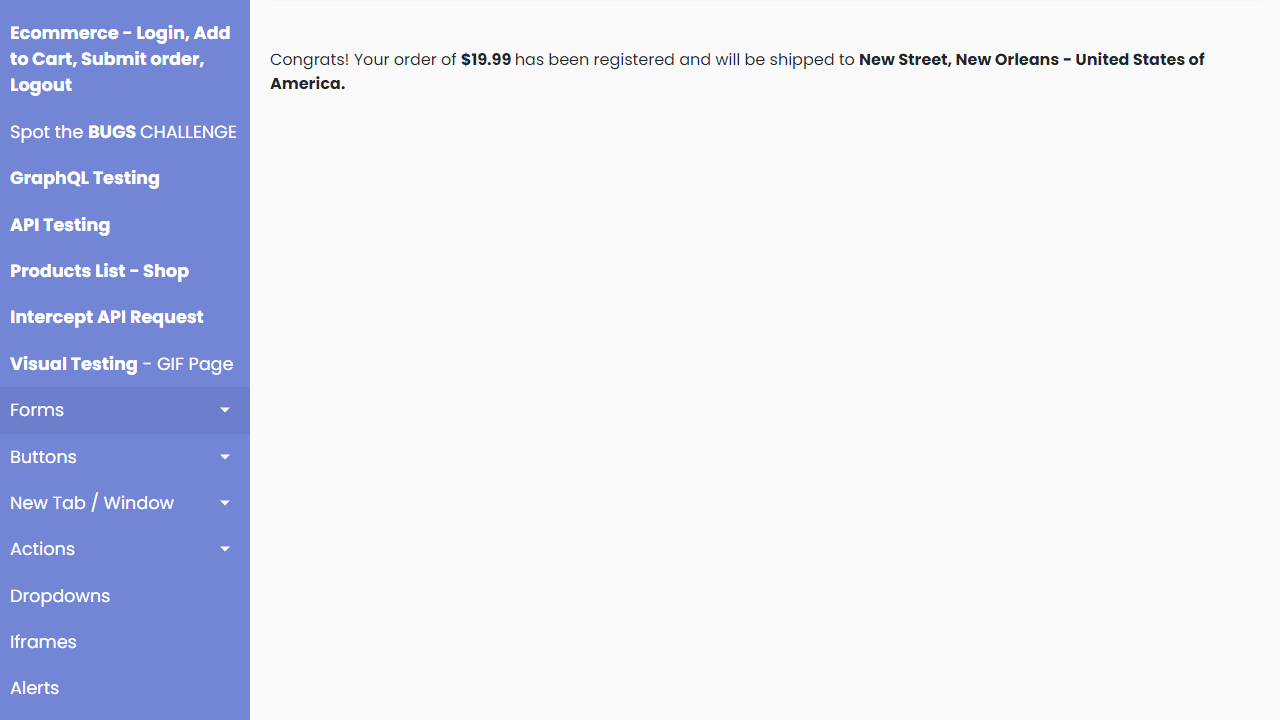 Ecommerce - Login, Add
to Cart, Submit order,
Logout
Spot the BUGS CHALLENGE
GraphQL Testing
API Testing
Products List - Shop
Intercept API Request
Visual Testing - GIF Page
Forms
Buttons
New Tab / Window
Actions
Dropdowns
Iframes
Alerts
Congrats! Your order of $19.99 has been registered and will be shipped to New Street, New Orleans - United States of
America.